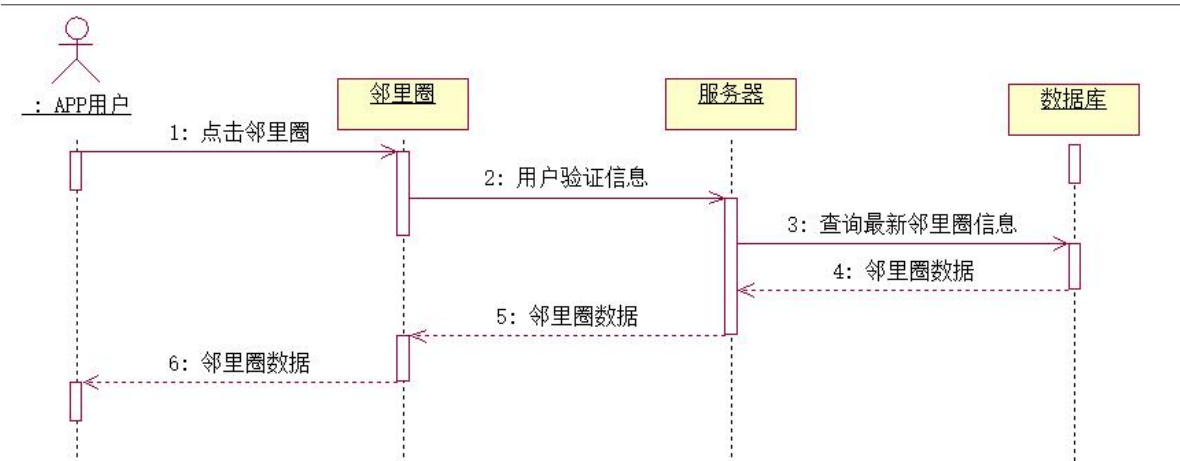 : APP用户
邻里圈
服务器
数据库
1: 点击邻里圈
2: 用户验证信息
3: 查询最新邻里圈信息
4: 邻里圈数据
5: 邻里圈数据
6: 邻里圈数据